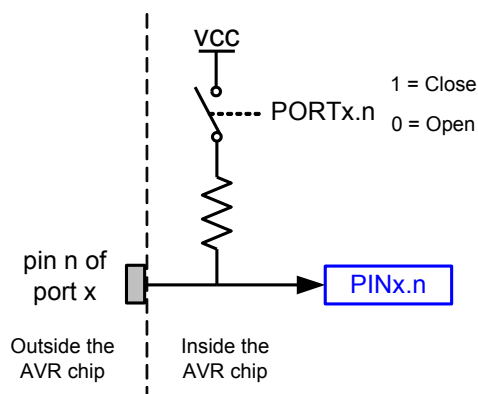 VCC
1 = Close
PORTx.n
0 = Open
pin n of
port x
PINx.n
Outside the
AVR chip
Inside the
AVR chip